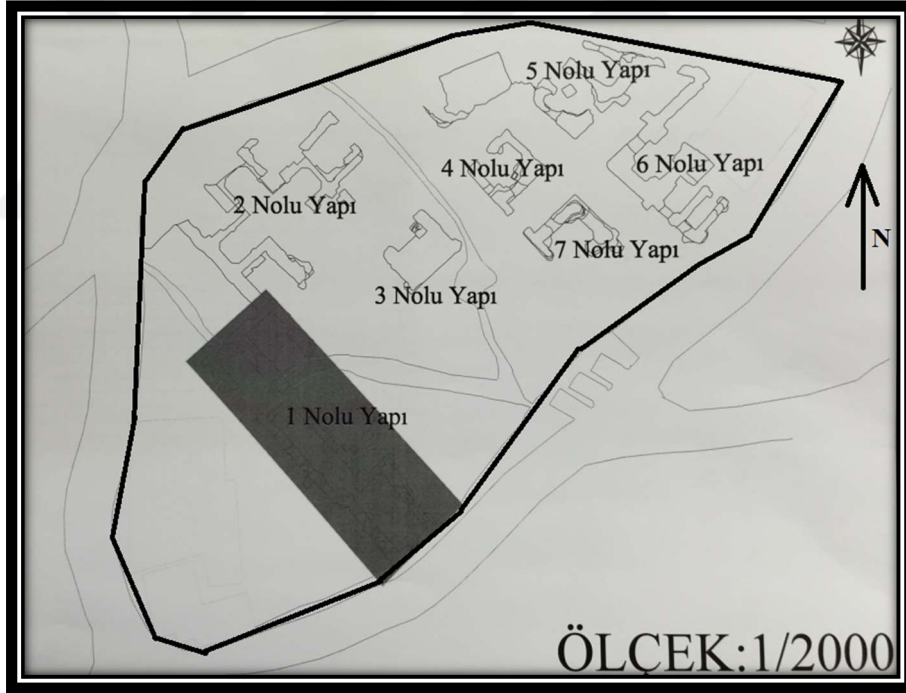 5 Nolu Yapı
4 Nolu Yapı
6 Nolu Yapı
2 Nolu Yapı
7 Nolu Yapı
N
3 Nolu Yapı
1 Nolu Yapı
ÖLÇEK:1/2000